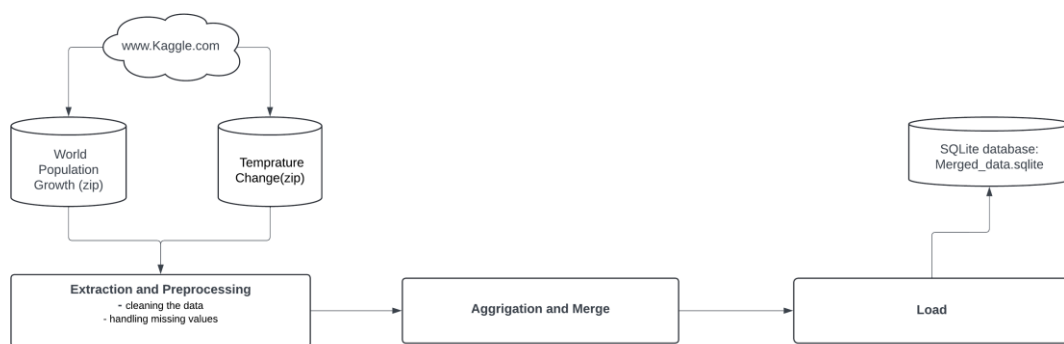 www.Kaggle.com
World
Population
Growth (zip)
Temprature
Change(zip)
SQLite database:
Merged_data.sqlite
Extraction and Preprocessing
- cleaning the data
- handling missing values
Aggrigation and Merge
Load